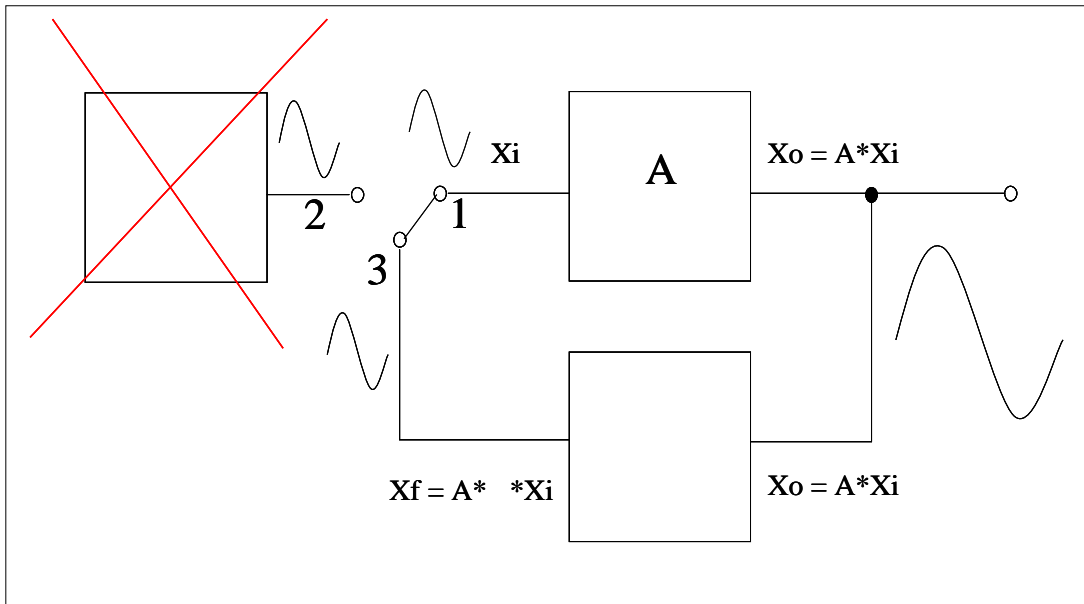 Xi
A
Xo = A*Xi
2
1
3
Xf = A* *Xi
Xo = A*Xi